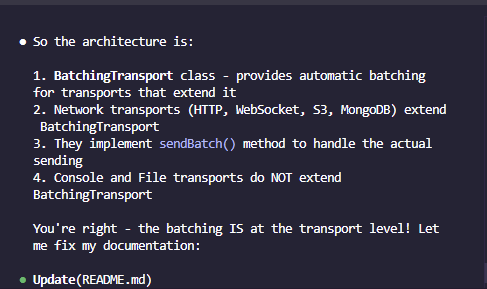 ● So the architecture is:
1. BatchingTransport class - provides automatic batching
for transports that extend it
2. Network transports (HTTP, WebSocket, S3, MongoDB) extend
BatchingTransport
3. They implement sendBatch() method to handle the actual
sending
4. Console and File transports do NOT extend
BatchingTransport
You're right - the batching IS at the transport level! Let
me fix my documentation:
● Update(README.md)